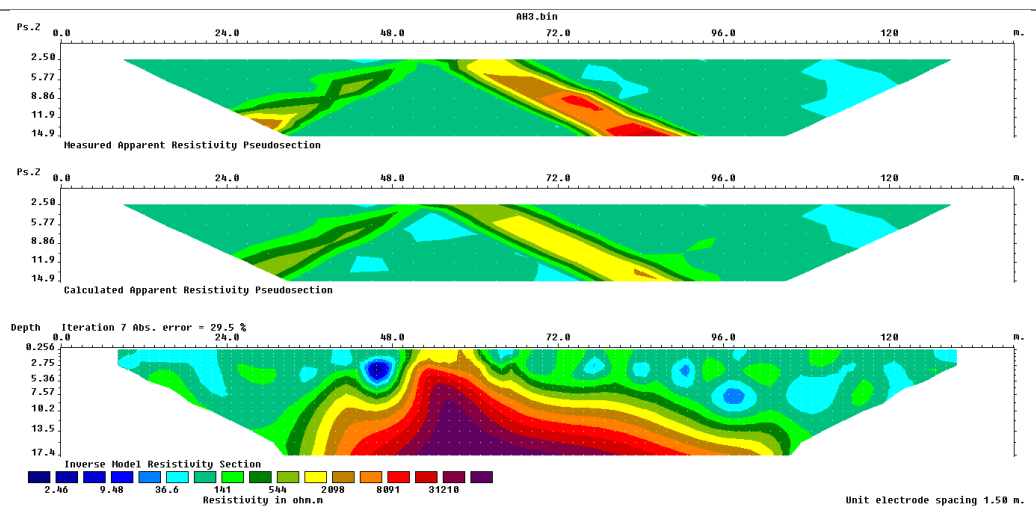 AH3.bin
Ps.Z 0.0 24.0 48.0 72.0 96.0 120 m.
2.50
5.77
8.86
11.9
14.9
Measured Apparent Resistivity Pseudosection
Ps.Z 0.0 24.0 48.0 72.0 96.0 120 m.
2.50
5.77
8.86
11.9
14.9
Calculated Apparent Resistivity Pseudosection
Depth Iteration 7 Abs. error = 29.5 %
0.0 24.0 48.0 72.0 96.0 120 m.
0.256
2.75
5.36
7.57
10.2
13.5
17.4
Inverse Model Resistivity Section
2.46 9.48 36.6 141 544 2098 8091 31210
Resistivity in ohm.m
Unit electrode spacing 1.50 m.